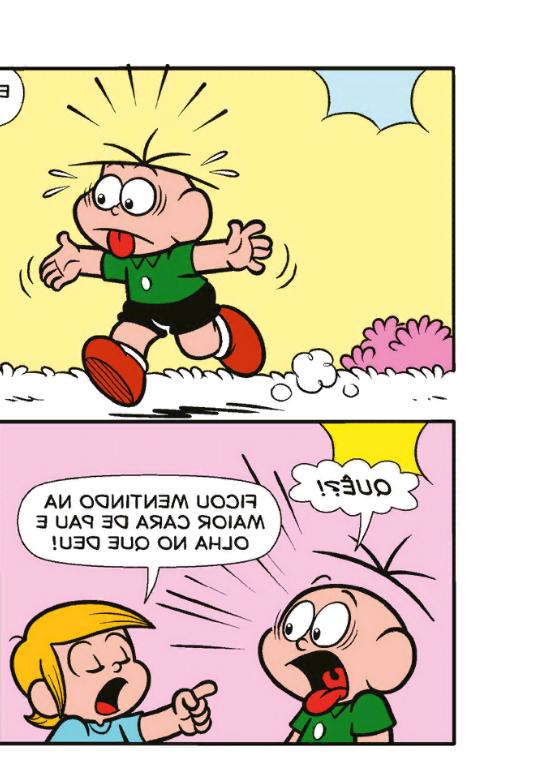 E
QUÊ?!
FICOU MENTINDO NA
MAIOR CARA DE PAU E
OLHA NO QUE DEU!